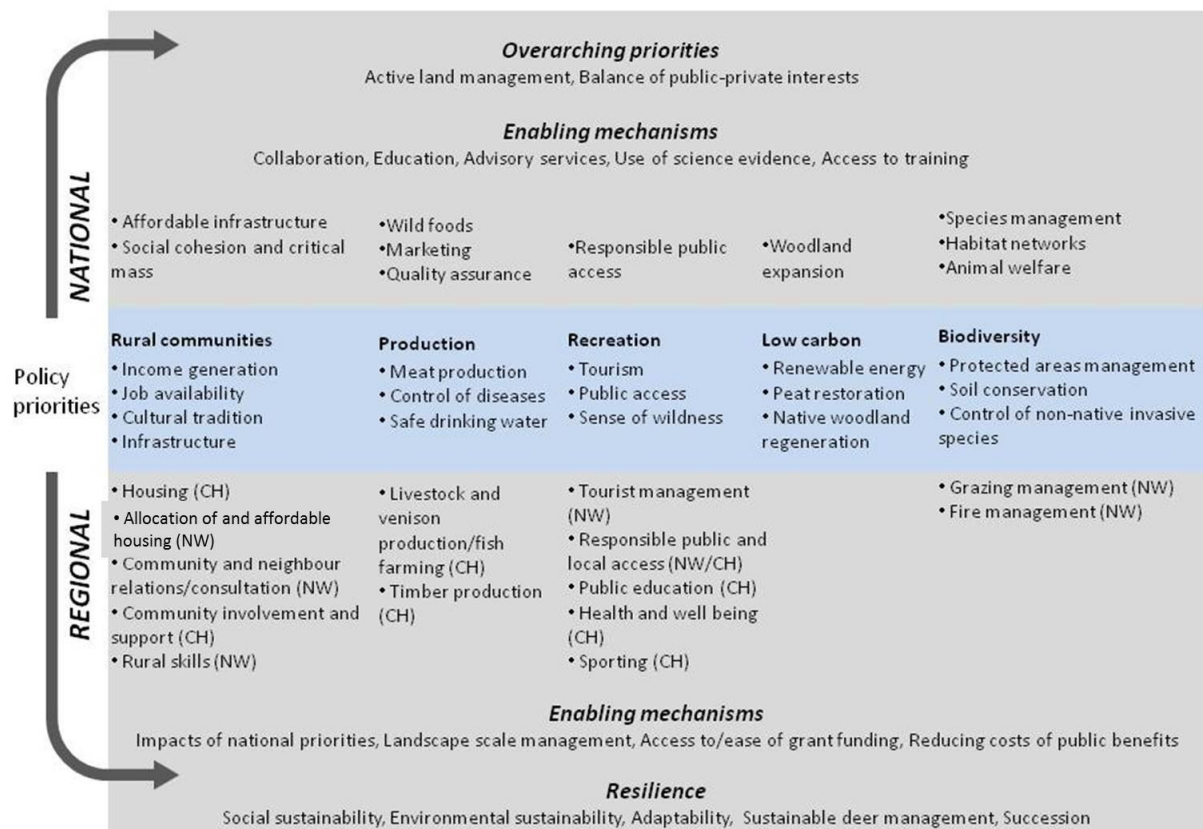 Overarching priorities
Active land management, Balance of public-private interests
Enabling mechanisms
Collaboration, Education, Advisory services, Use of science evidence, Access to training
NATIONAL
• Affordable infrastructure
• Social cohesion and critical
mass
•Wild foods
•Marketing
•Quality assurance
•Responsible public
access
•Woodland
expansion
•Species management
•Habitat networks
•Animal welfare
Policy
priorities
Rural communities
• Income generation
• Job availability
• Cultural tradition
• Infrastructure
Production
• Meat production
• Control of diseases
• Safe drinking water
Recreation
• Tourism
• Public access
• Sense of wildness
Low carbon
• Renewable energy
• Peat restoration
• Native woodland
regeneration
Biodiversity
• Protected areas management
• Soil conservation
• Control of non-native invasive
species
REGIONAL
• Housing (CH)
• Allocation of and affordable
housing (NW)
• Community and neighbour
relations/consultation (NW)
• Community involvement and
support (CH)
• Rural skills (NW)
• Livestock and
venison
production/fish
farming (CH)
• Timber production
(CH)
• Tourist management
(NW)
• Responsible public and
local access (NW/CH)
• Public education (CH)
• Health and well being
(CH)
• Sporting (CH)
• Grazing management (NW)
• Fire management (NW)
Enabling mechanisms
Impacts of national priorities, Landscape scale management, Access to/ease of grant funding, Reducing costs of public benefits
Resilience
Social sustainability, Environmental sustainability, Adaptability, Sustainable deer management, Succession